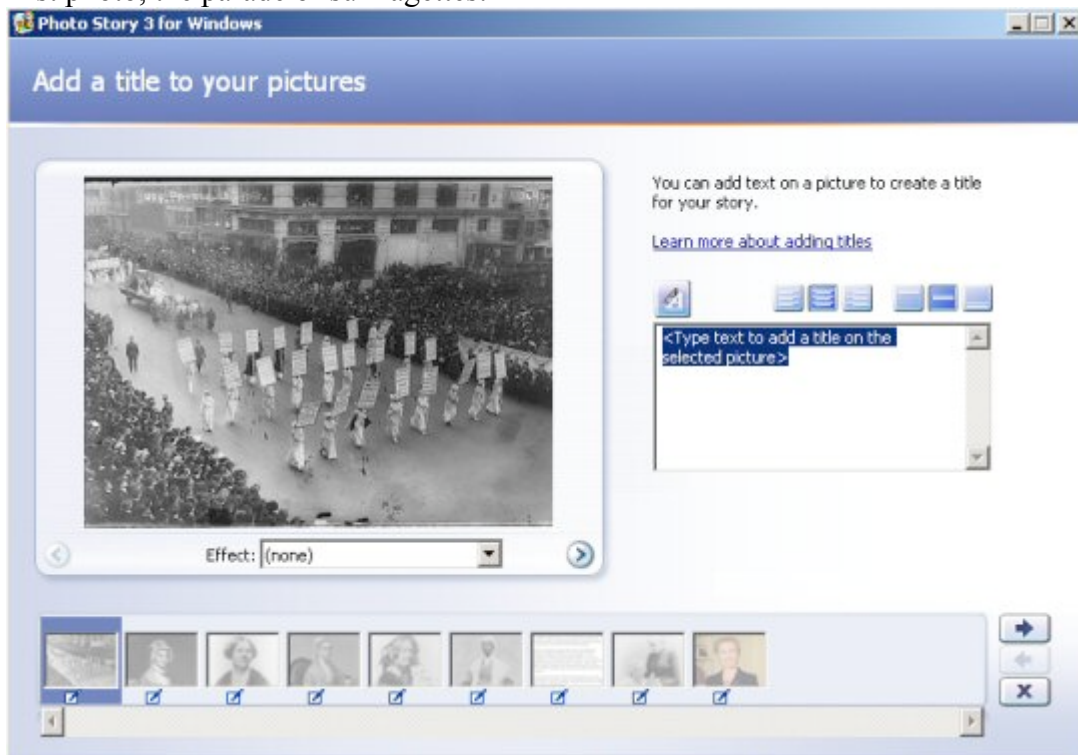 Photo Story 3 for Windows
Add a title to your pictures
You can add text on a picture to create a title
for your story.
Learn more about adding titles
<Type text to add a title on the
selected picture>
Effect: (none)